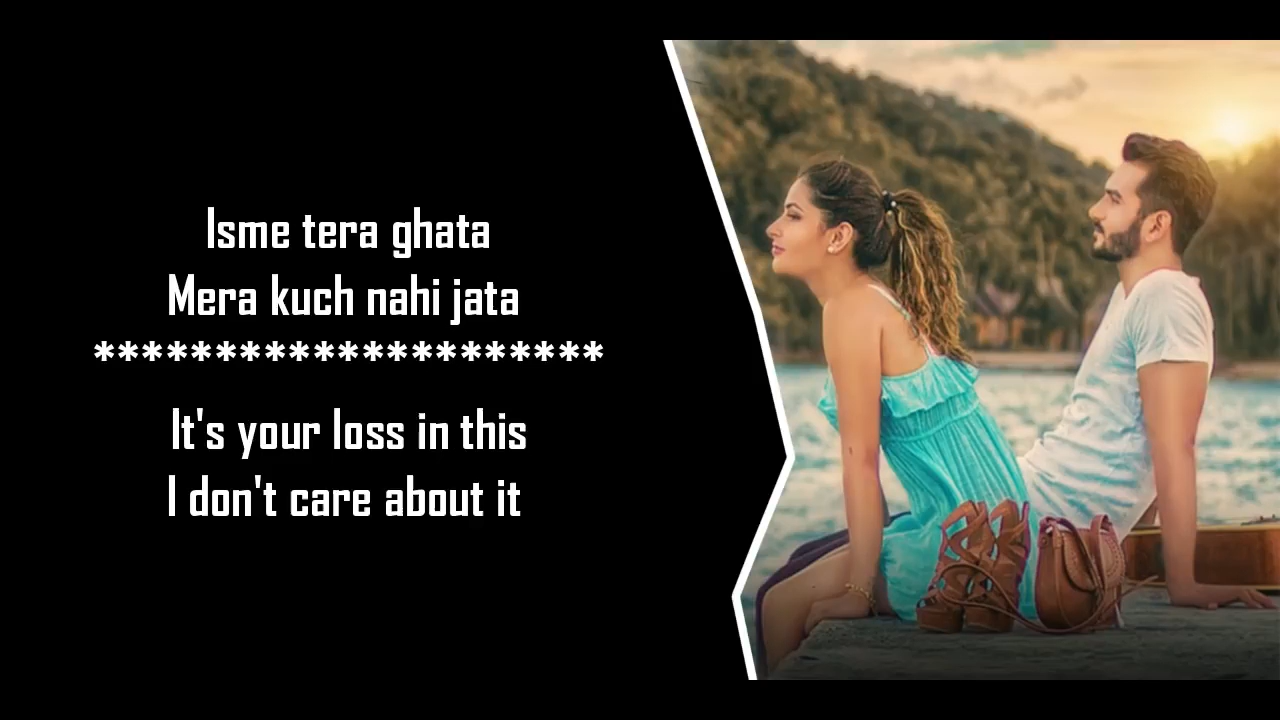 Isme tera ghata
Mera kuch nahi jata
*********************
It's your loss in this
I don't care about it